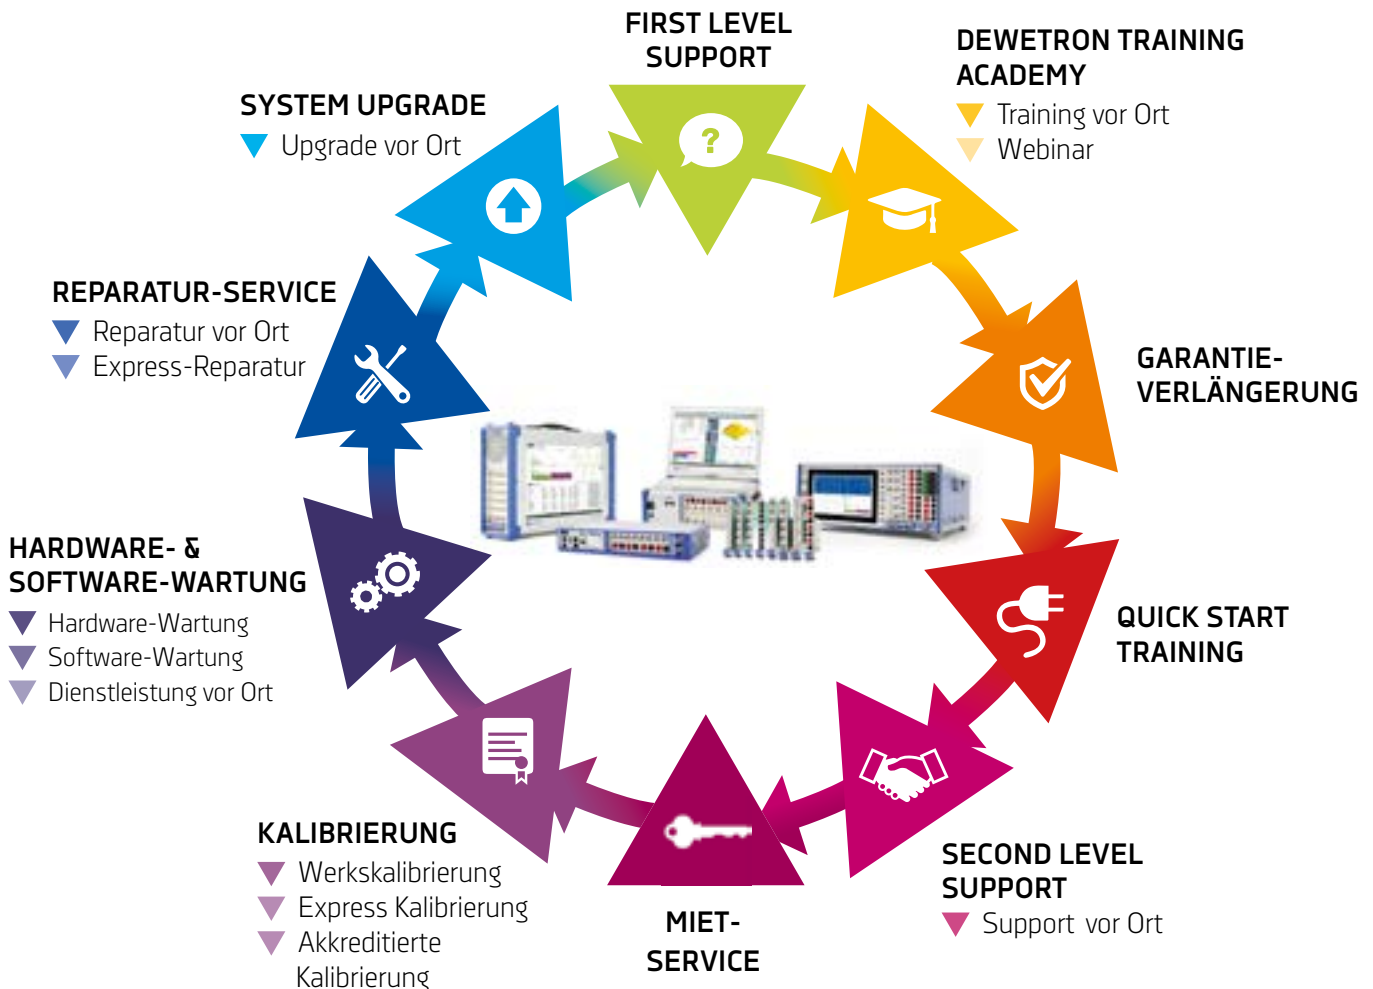 FIRST LEVEL
SUPPORT
DEWETRON TRAINING
ACADEMY
Training vor Ort
Webinar
GARANTIE-
VERLÄNGERUNG
QUICK START
TRAINING
SECOND LEVEL
SUPPORT
Support vor Ort
MIET-
SERVICE
KALIBRIERUNG
Werkskalibrierung
Express Kalibrierung
Akkreditierte
Kalibrierung
HARDWARE- &
SOFTWARE-WARTUNG
Hardware-Wartung
Software-Wartung
Dienstleistung vor Ort
REPARATUR-SERVICE
Reparatur vor Ort
Express-Reparatur
SYSTEM UPGRADE
Upgrade vor Ort
?